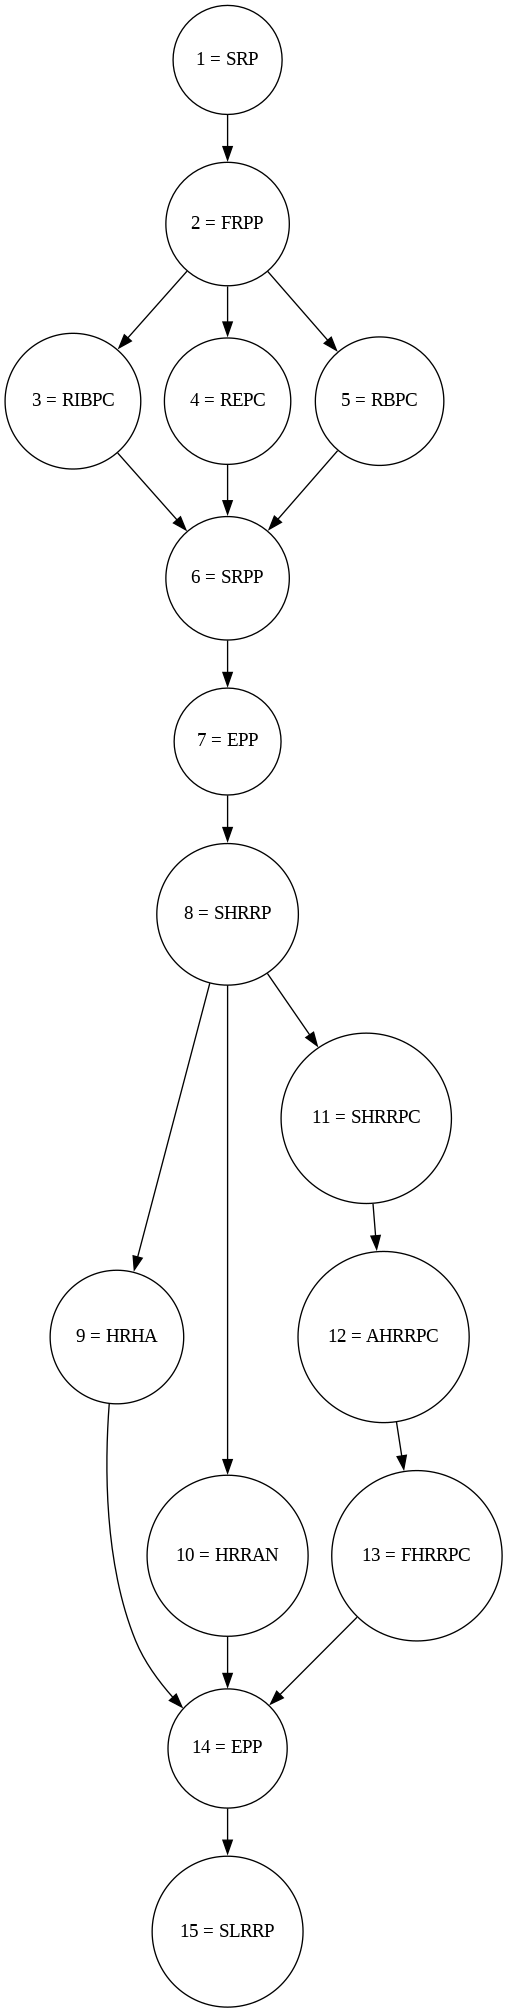 1 = SRP
2 = FRPP
3 = RIBPC
4 = REPC
5 = RBPC
6 = SRPP
7 = EPP
8 = SHRRP
11 = SHRRPC
9 = HRHA
12 = AHRRPC
10 = HRRAN
13 = FHRRPC
14 = EPP
15 = SLRRP